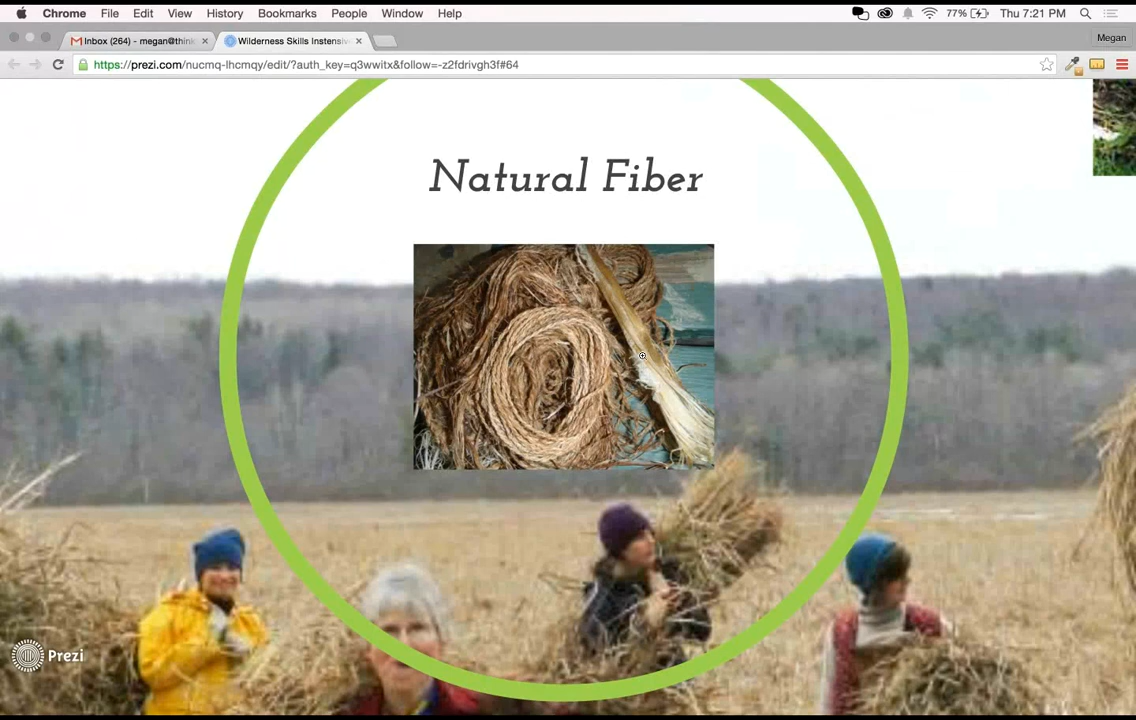 Chrome File Edit View History Bookmarks People Window Help 77% Thu 7:21 PM
Inbox (264) - megan@think Wilderness Skills Instensiv Megan
https://prezi.com/nucmq-lhcmqy/edit/?auth_key=q3wwitx&follow=-z2fdrivgh3f#64
Natural Fiber
Prezi